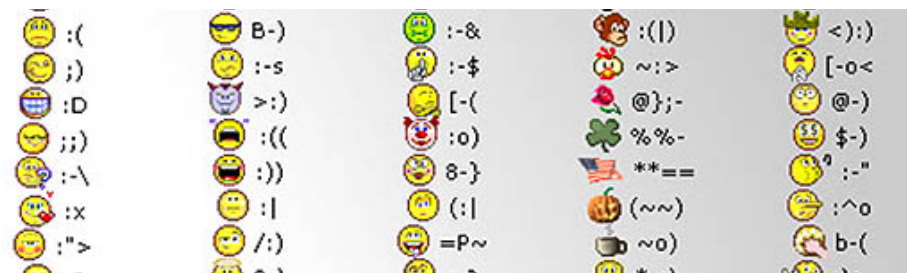 :( B-) :-& :(|) <):)
;) :-s :-$ ~:> [-o<
:D >:) [-( @};- @-)
;;) :(( :o) %%- $-)
:-\ :)) 8-} **== :-"
:x :| (:| (~~) :^o
:"> /:) =P~ ~o) b-(